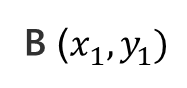 B (x₁, y₁)